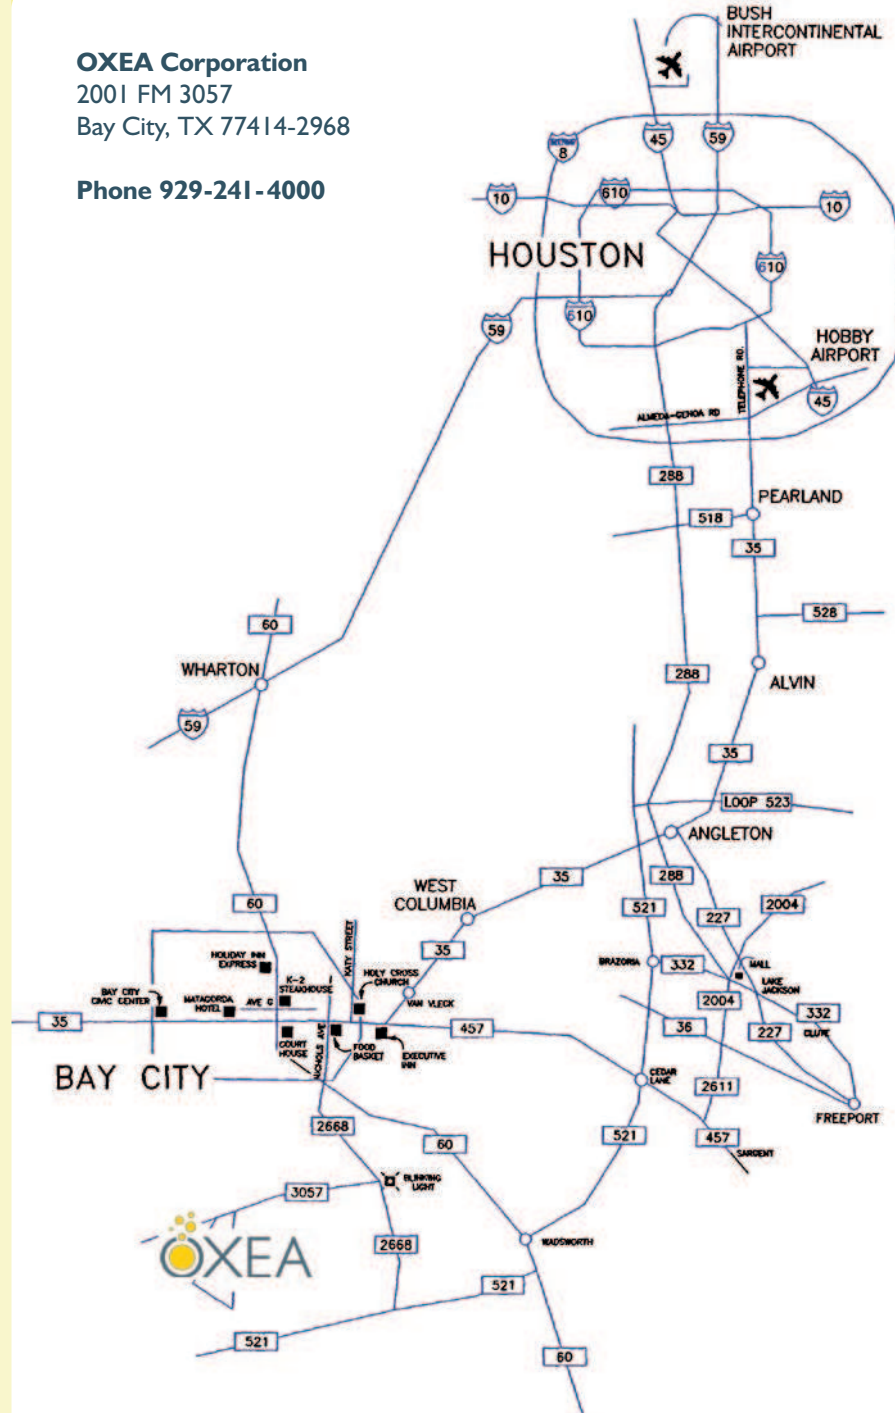 OXEA Corporation
2001 FM 3057
Bay City, TX 77414-2968
Phone 929-241-4000
BUSH
INTERCONTINENTAL
AIRPORT
8
45
59
10
610
10
HOUSTON
610
610
59
HOBBY
AIRPORT
TELEPHONE RD.
45
ALMEDA-GENOA RD
288
PEARLAND
518
35
528
60
WHARTON
288
ALVIN
59
35
LOOP 523
ANGLETON
35
288
WEST
COLUMBIA
60
521
227
2004
35
KATY STREET
HOLIDAY INN
EXPRESS
K-2
STEAKHOUSE
HOLY CROSS
CHURCH
BRAZORIA
332
MALL
LAKE
JACKSON
BAY CITY
CIVIC CENTER
MATAGORDA
HOTEL
AVE G
VAN VLECK
2004
332
35
457
36
227
CLUTE
COURT
HOUSE
NICHOLS AVE
FOOD
BASKET
EXECUTIVE
INN
BAY CITY
CEDAR
LANE
2611
FREEPORT
2668
60
521
457
SARGENT
3057
BLINKING
LIGHT
OXEA
2668
WADSWORTH
521
521
60